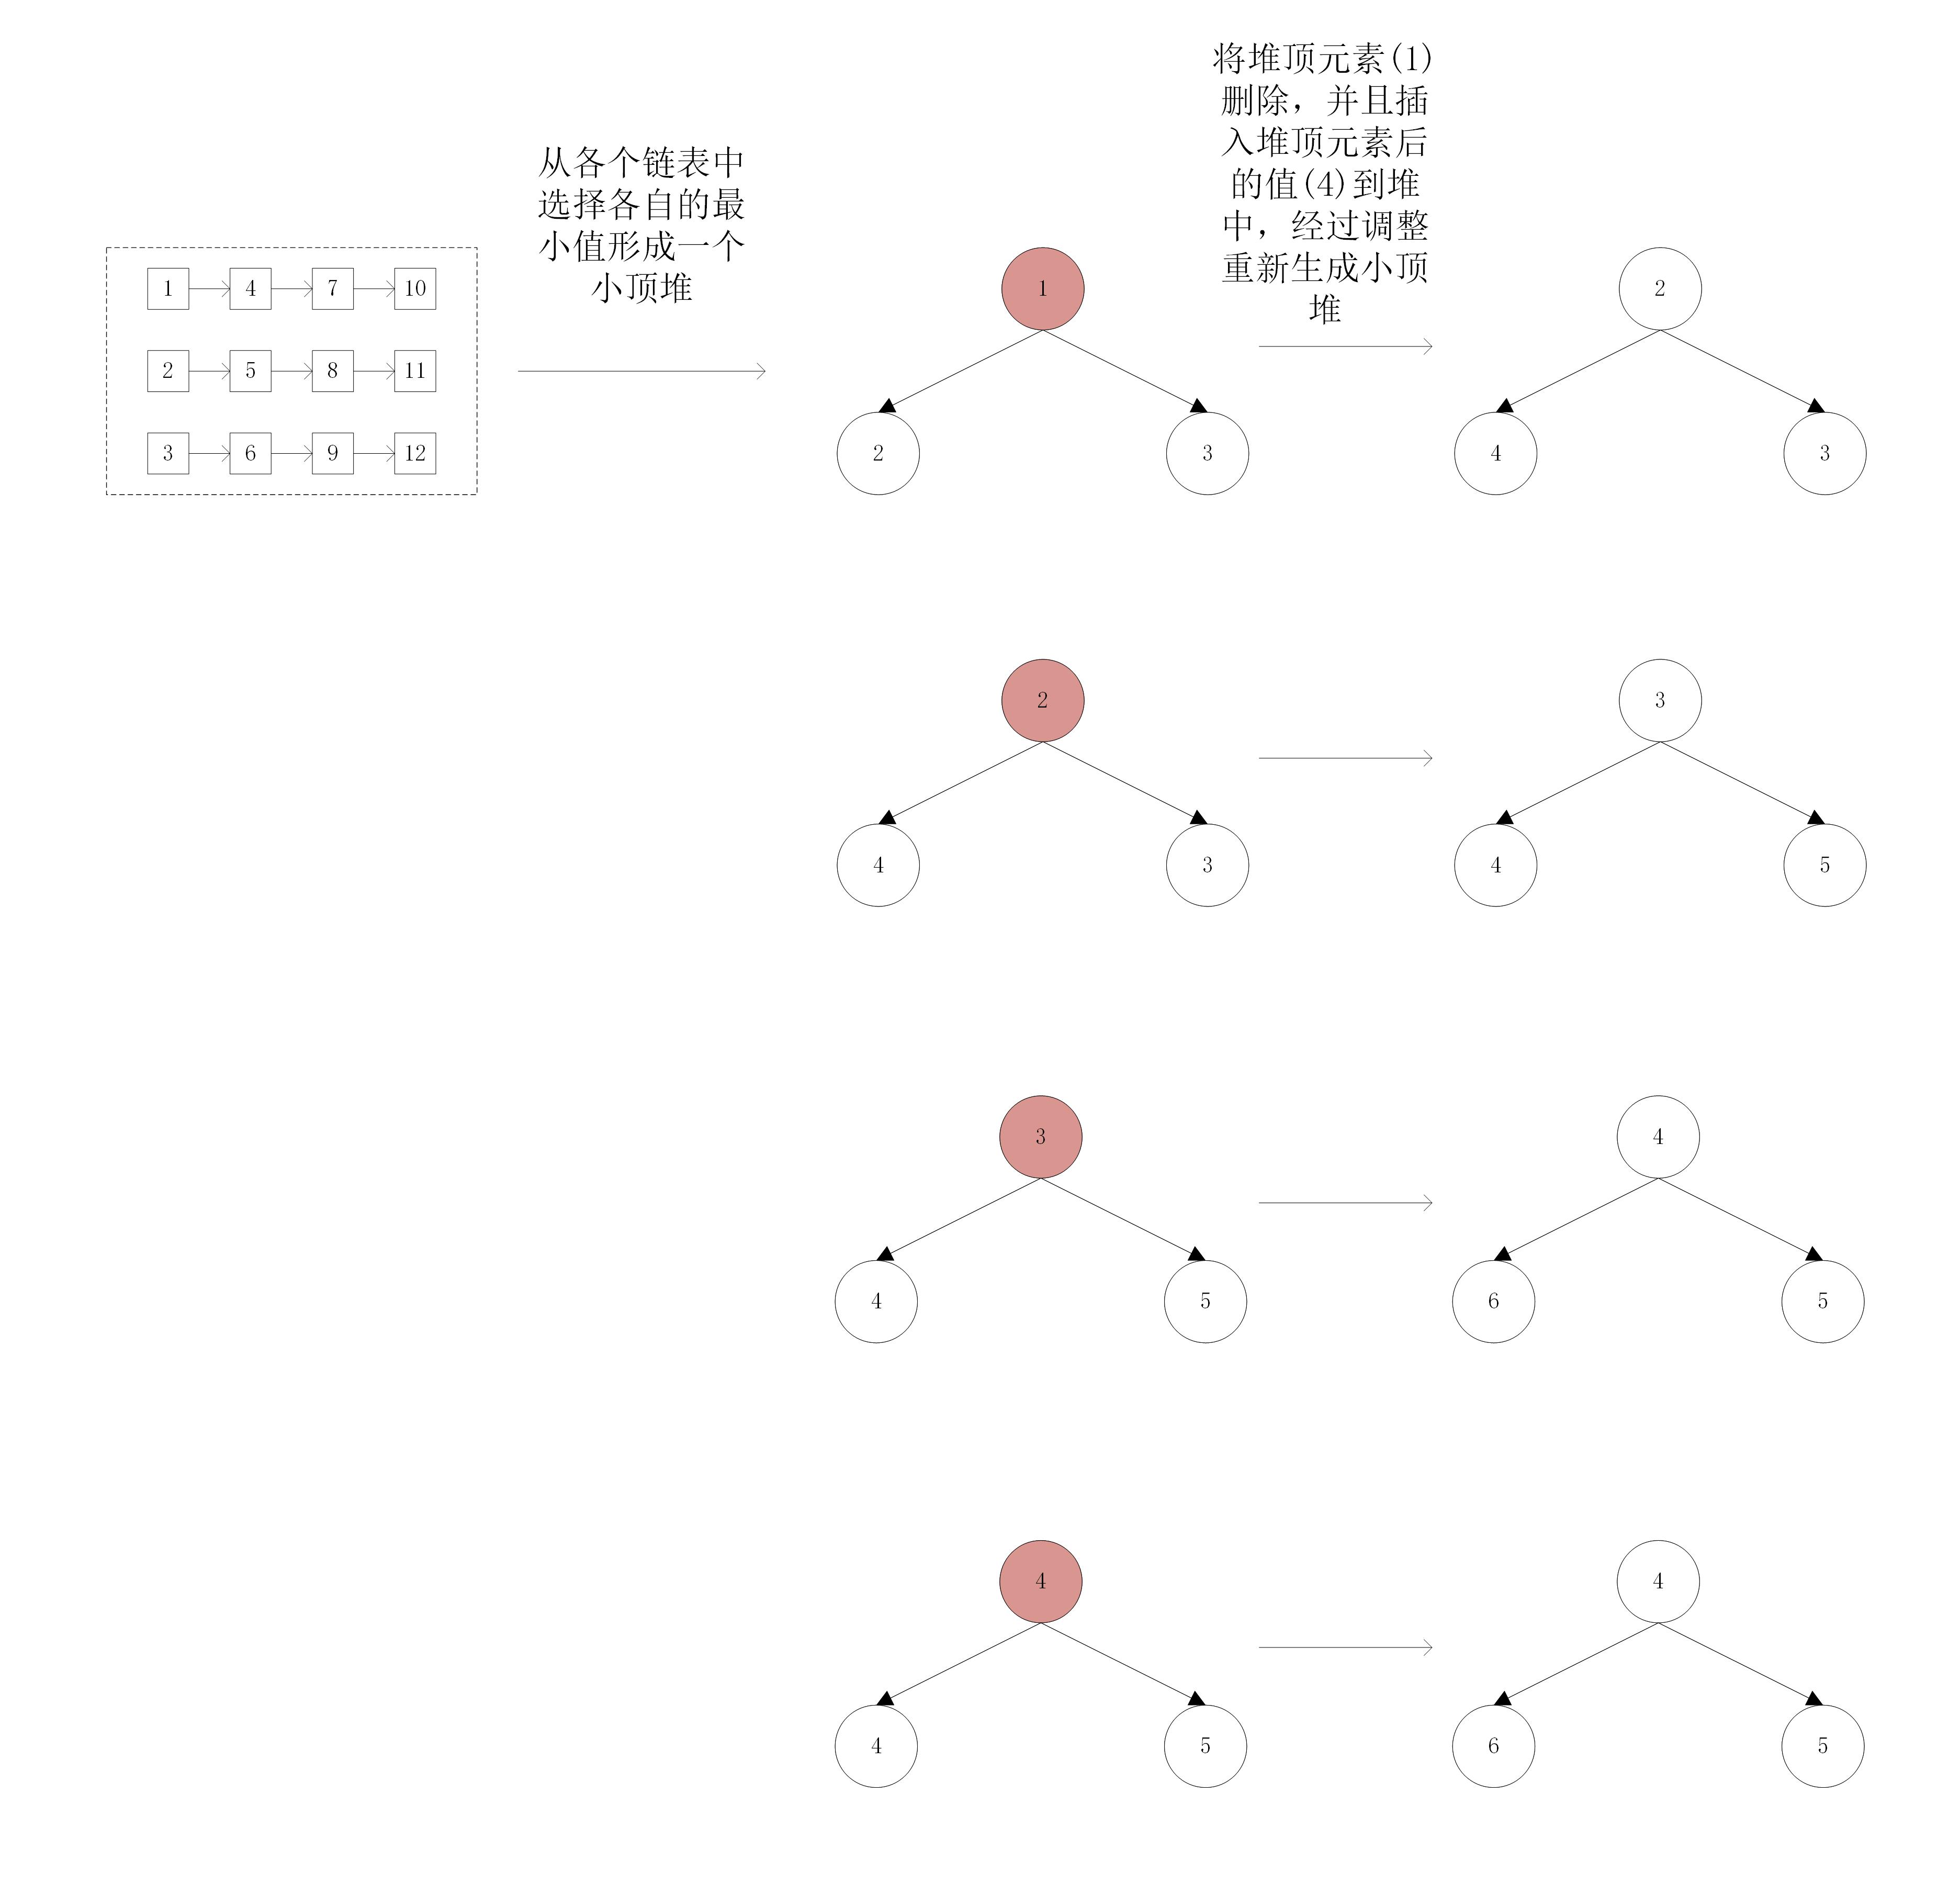 从各个链表中
选择各自的最
小值形成一个
小顶堆
将堆顶元素(1)
删除，并且插
入堆顶元素后
的值(4)到堆
中，经过调整
重新生成小顶
堆
1 4 7 10
2 5 8 11
3 6 9 12
1
2 3
2
4 3
2
4 3
3
4 5
3
4 5
4
6 5
4
4 5
4
6 5